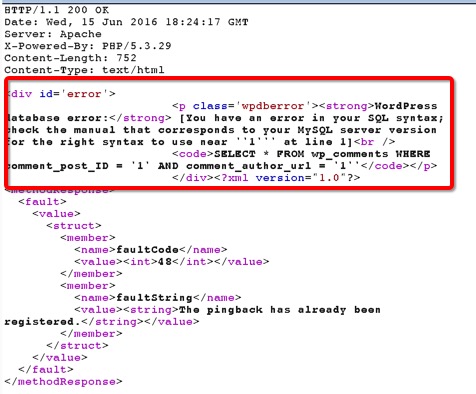 HTTP/1.1 200 OK
Date: Wed, 15 Jun 2016 18:24:17 GMT
Server: Apache
X-Powered-By: PHP/5.3.29
Content-Length: 752
Content-Type: text/html
<div id='error'>
<p class='wpdberror'><strong>WordPress
database error:</strong> [You have an error in your SQL syntax;
check the manual that corresponds to your MySQL server version
for the right syntax to use near ``1``` at line 1]<br />
<code>SELECT * FROM wp_comments WHERE
comment_post_ID = `1` AND comment_author_url = `1``</code></p>
</div><?xml version="1.0"?>
<methodResponse>
<fault>
<value>
<struct>
<member>
<name>faultCode</name>
<value><int>48</int></value>
</member>
<member>
<name>faultString</name>
<value><string>The pingback has already been
registered.</string></value>
</member>
</struct>
</value>
</fault>
</methodResponse>